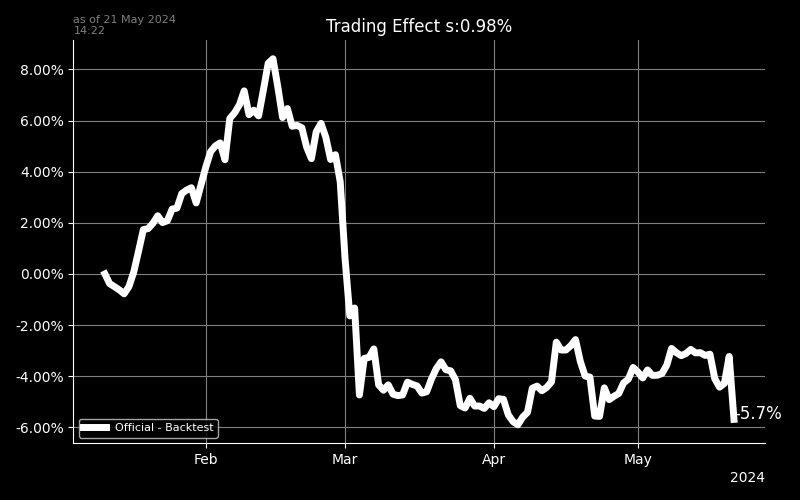 as of 21 May 2024
14:22
Trading Effect s:0.98%
8.00%
6.00%
4.00%
2.00%
0.00%
-2.00%
-4.00%
-6.00%
-5.7%
Official - Backtest
Feb
Mar
Apr
May
2024